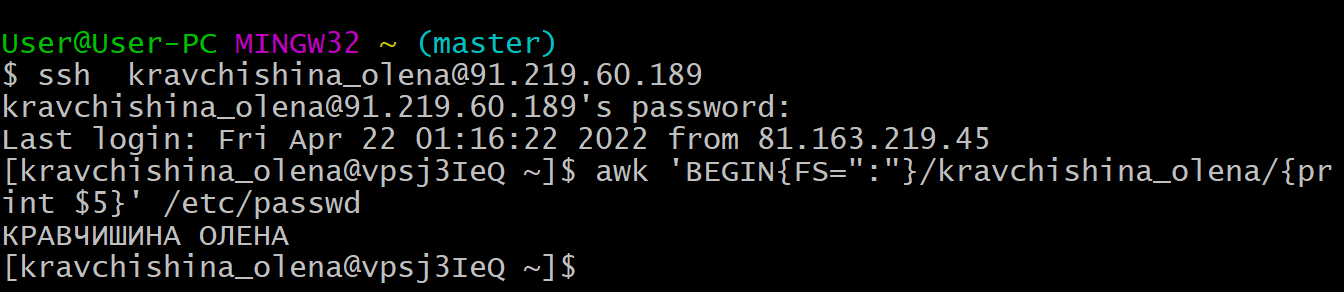 User@User-PC MINGW32 ~ (master)
$ ssh  kravchishina_olena@91.219.60.189
kravchishina_olena@91.219.60.189's password:
Last login: Fri Apr 22 01:16:22 2022 from 81.163.219.45
[kravchishina_olena@vpsj3IeQ ~]$ awk 'BEGIN{FS=":"}/kravchishina_olena/{pr
int $5}' /etc/passwd
КРАВЧИШИНА ОЛЕНА
[kravchishina_olena@vpsj3IeQ ~]$